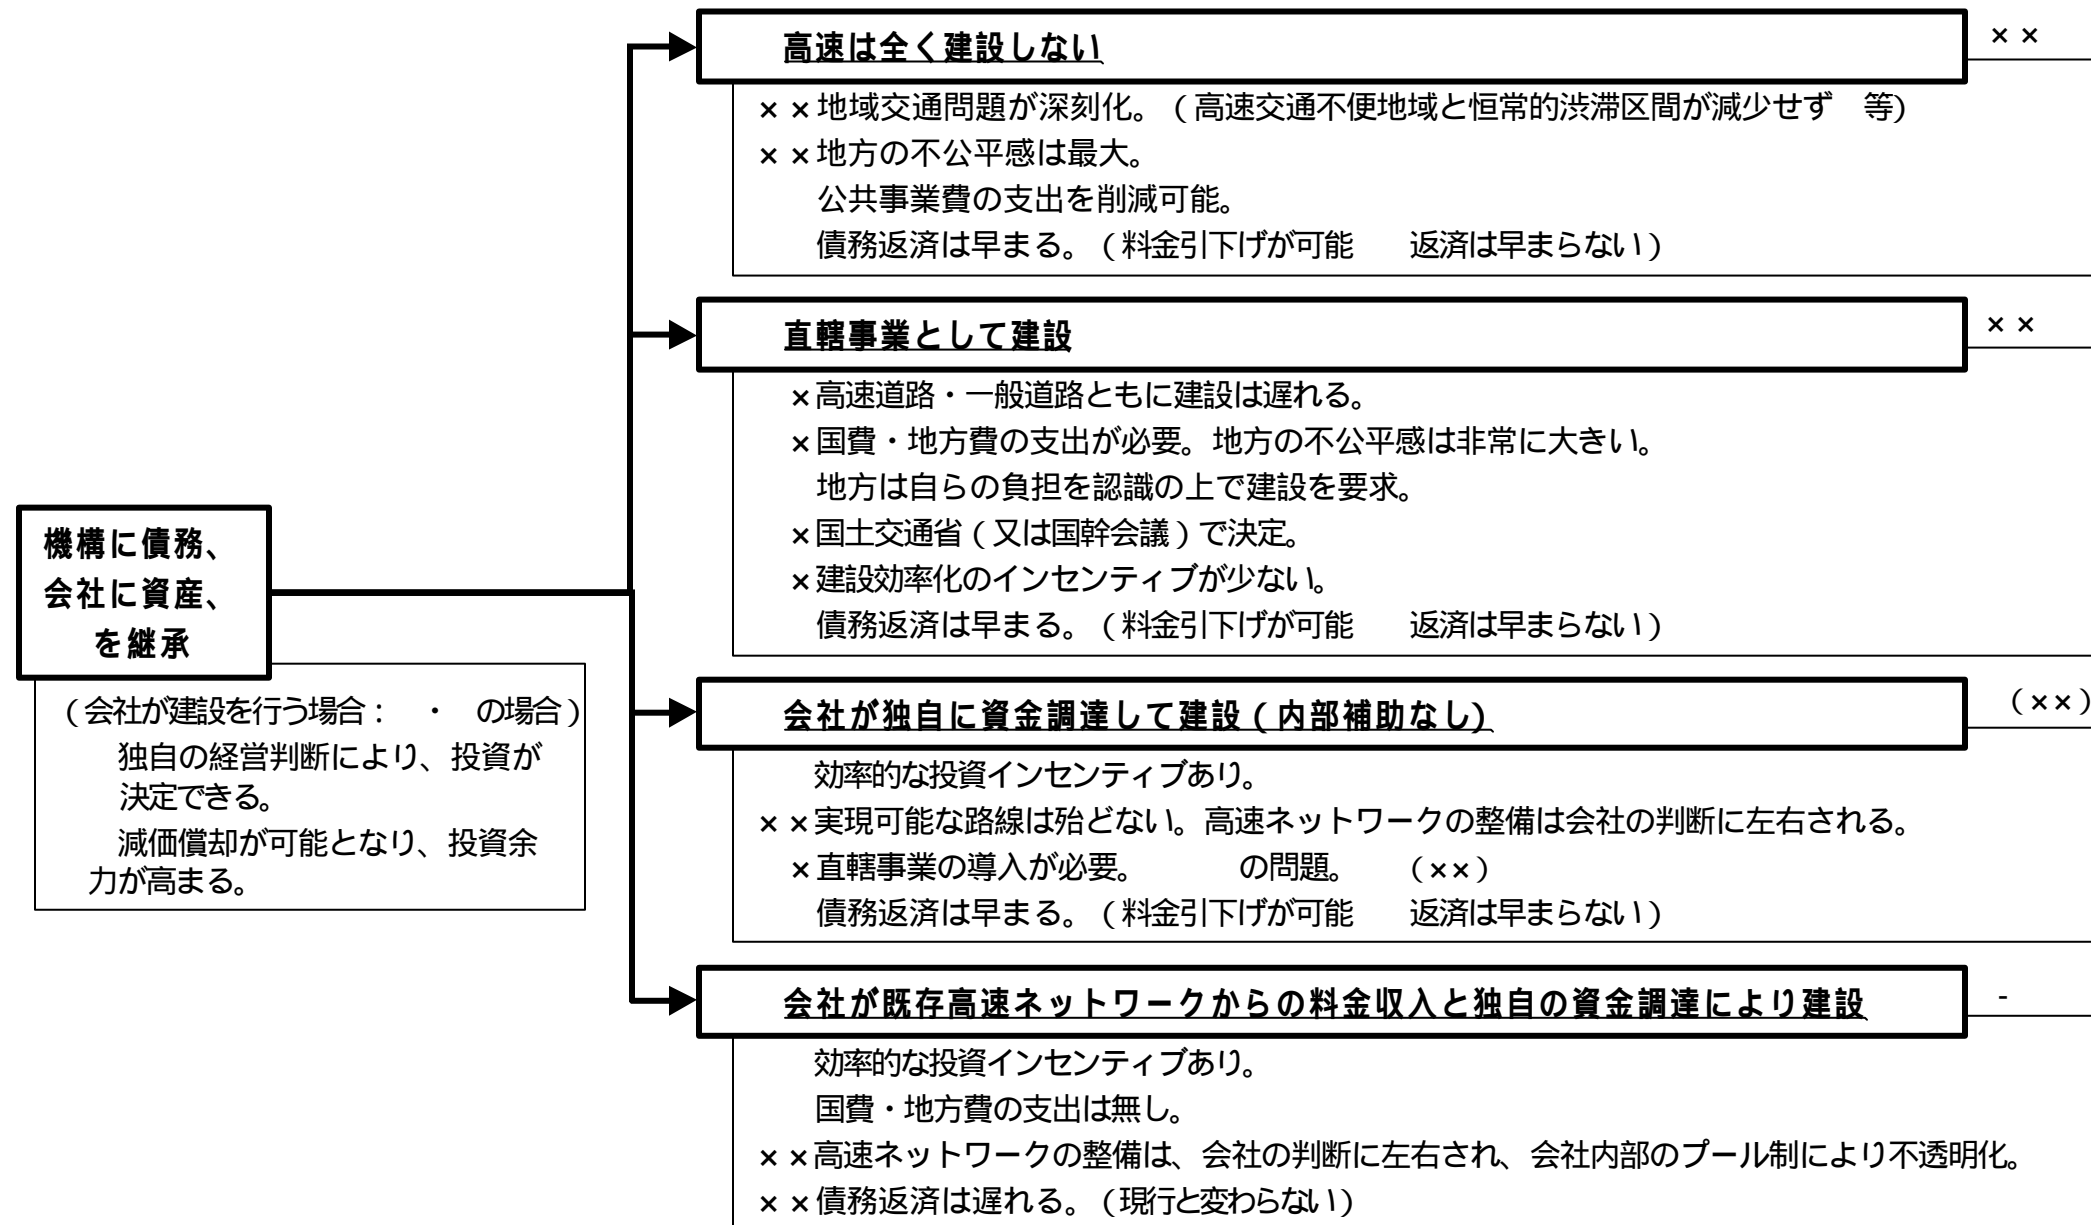 機構に債務、
会社に資産、
を継承
(会社が建設を行う場合: ・ の場合)
独自の経営判断により、投資が
決定できる。
減価償却が可能となり、投資余
力が高まる。
高速は全く建設しない
××
××地域交通問題が深刻化。(高速交通不便地域と恒常的渋滞区間が減少せず 等)
××地方の不公平感は最大。
公共事業費の支出を削減可能。
債務返済は早まる。(料金引下げが可能 返済は早まらない)
直轄事業として建設
××
×高速道路・一般道路ともに建設は遅れる。
×国費・地方費の支出が必要。地方の不公平感は非常に大きい。
地方は自らの負担を認識の上で建設を要求。
×国土交通省(又は国幹会議)で決定。
×建設効率化のインセンティブが少ない。
債務返済は早まる。(料金引下げが可能 返済は早まらない)
会社が独自に資金調達して建設(内部補助なし)
(××)
効率的な投資インセンティブあり。
××実現可能な路線は殆どない。高速ネットワークの整備は会社の判断に左右される。
×直轄事業の導入が必要。 の問題。 (××)
債務返済は早まる。(料金引下げが可能 返済は早まらない)
会社が既存高速ネットワークからの料金収入と独自の資金調達により建設
-
効率的な投資インセンティブあり。
国費・地方費の支出は無し。
××高速ネットワークの整備は、会社の判断に左右され、会社内部のプール制により不透明化。
××債務返済は遅れる。(現行と変わらない)